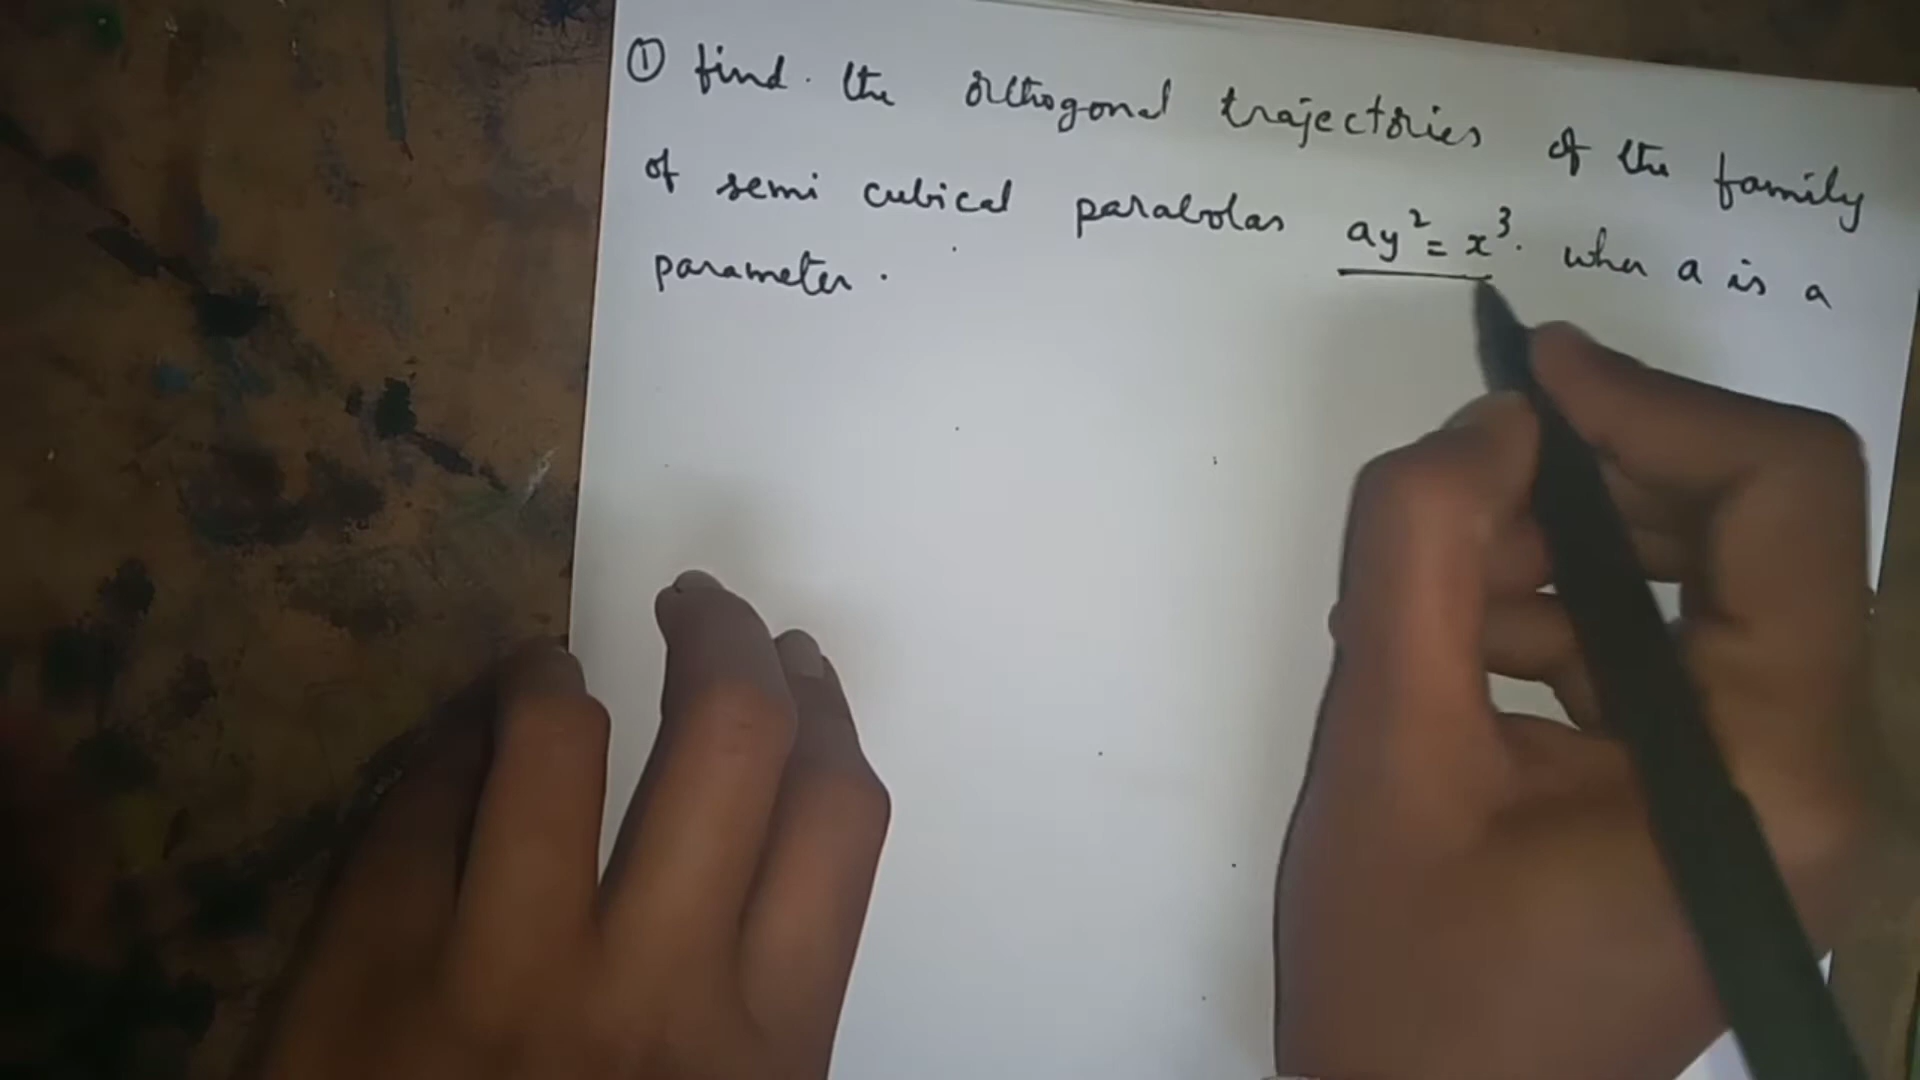 ① find the orthogonal trajectories of the family
of semi cubical parabolas ay² = x³. when a is a
parameter.